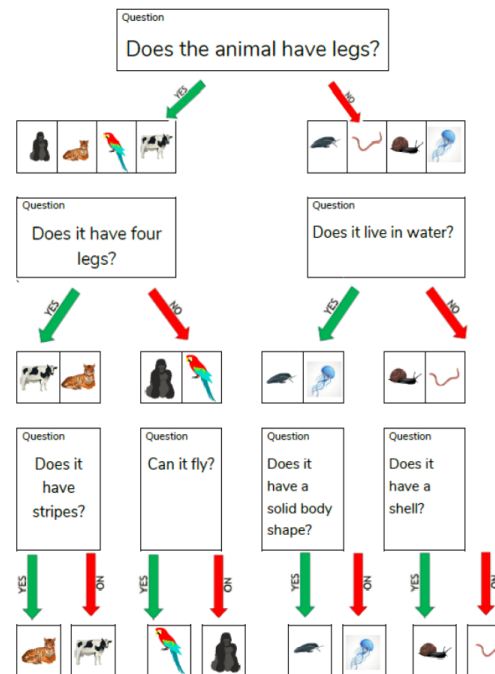 Question
Does the animal have legs?
YES
NO
Question
Does it have four
legs?
Question
Does it live in water?
YES
NO
YES
NO
Question
Does it
have
stripes?
Question
Can it fly?
Question
Does it
have a
solid body
shape?
Question
Does it
have a
shell?
YES
NO
YES
NO
YES
NO
YES
NO